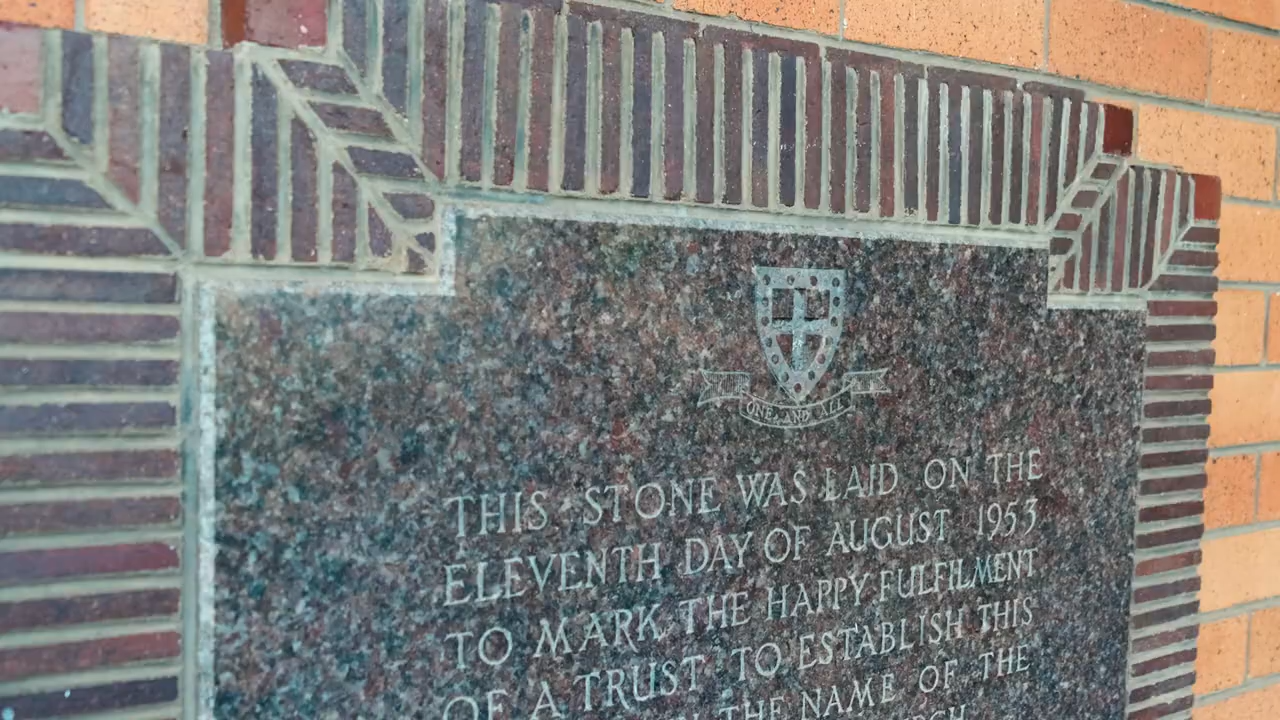 ONE AND ALL
THIS STONE WAS LAID ON THE
ELEVENTH DAY OF AUGUST 1953
TO MARK THE HAPPY FULFILMENT
OF A TRUST TO ESTABLISH THIS
THE NAME OF THE